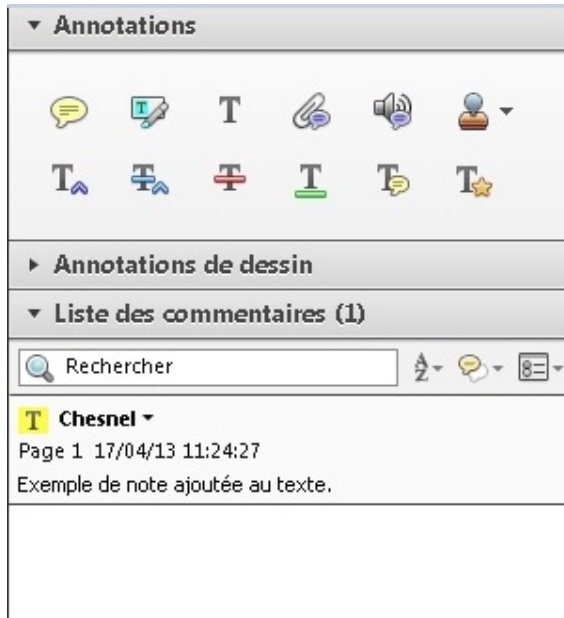 Annotations
Annotations de dessin
Liste des commentaires (1)
Rechercher
Chesnel
Page 1 17/04/13 11:24:27
Exemple de note ajoutée au texte.